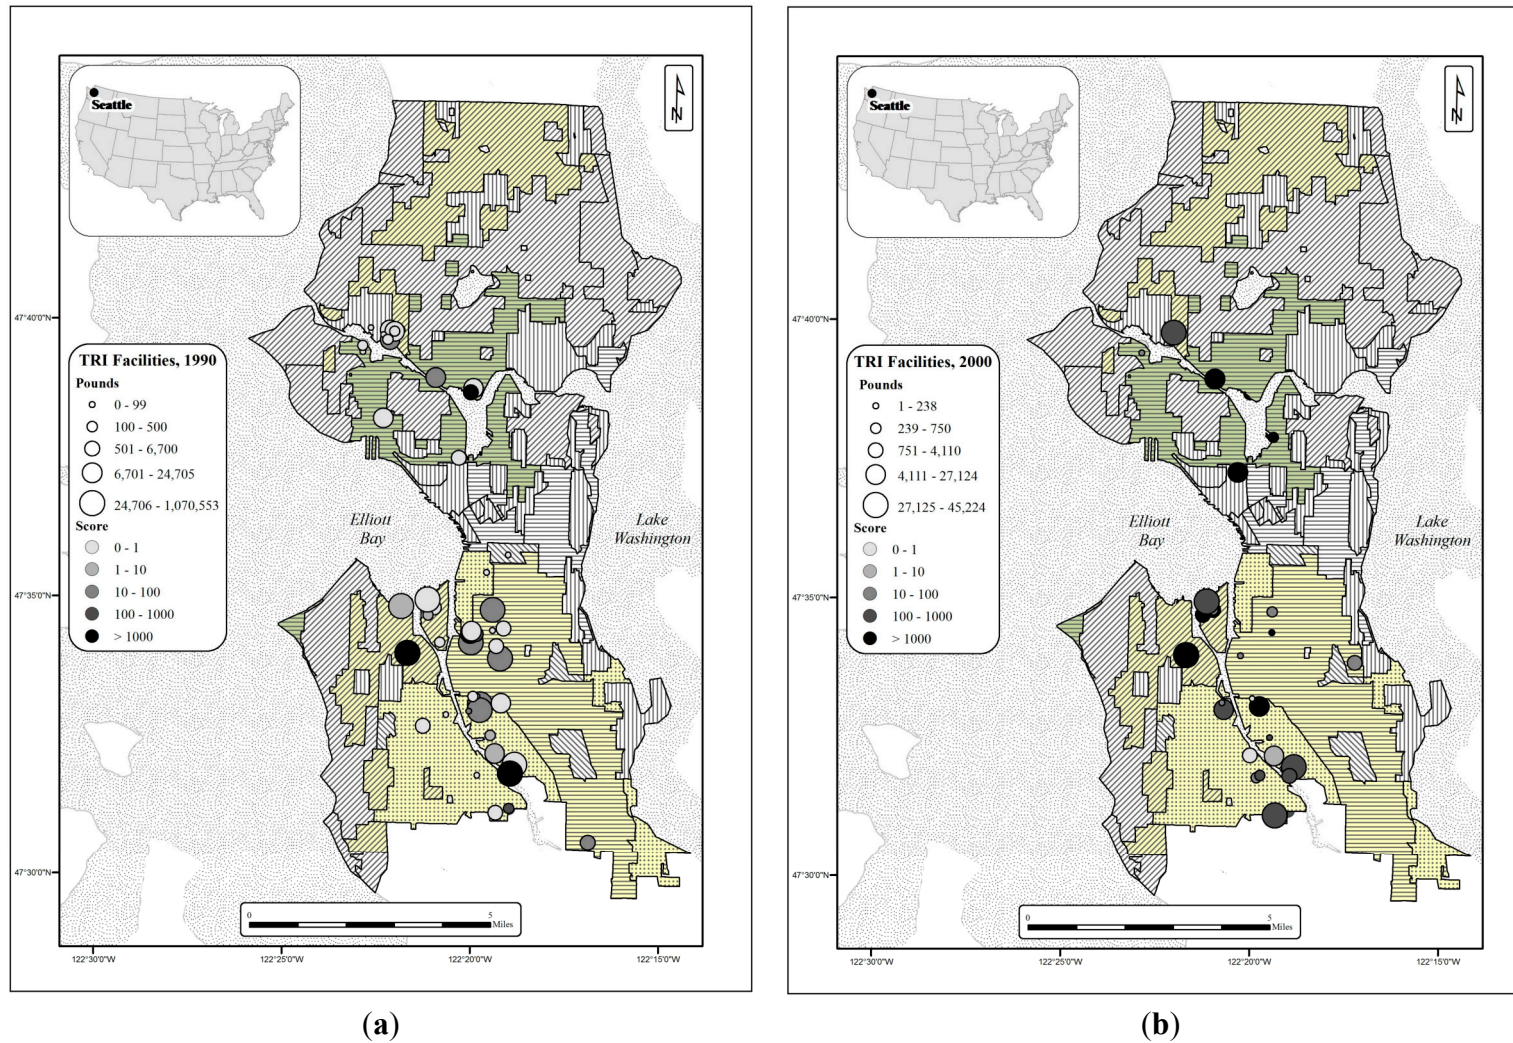 Seattle
N
47°40'0"N
TRI Facilities, 1990
Pounds
0 - 99
100 - 500
501 - 6,700
6,701 - 24,705
24,706 - 1,070,553
Score
0 - 1
1 - 10
10 - 100
100 - 1000
> 1000
Elliott
Bay
Lake
Washington
47°35'0"N
47°30'0"N
0
5
Miles
122°30'0"W
122°25'0"W
122°20'0"W
122°15'0"W
(a)
Seattle
N
47°40'0"N
TRI Facilities, 2000
Pounds
1 - 238
239 - 750
751 - 4,110
4,111 - 27,124
27,125 - 45,224
Score
0 - 1
1 - 10
10 - 100
100 - 1000
> 1000
Elliott
Bay
Lake
Washington
47°35'0"N
47°30'0"N
0
5
Miles
122°30'0"W
122°25'0"W
122°20'0"W
122°15'0"W
(b)